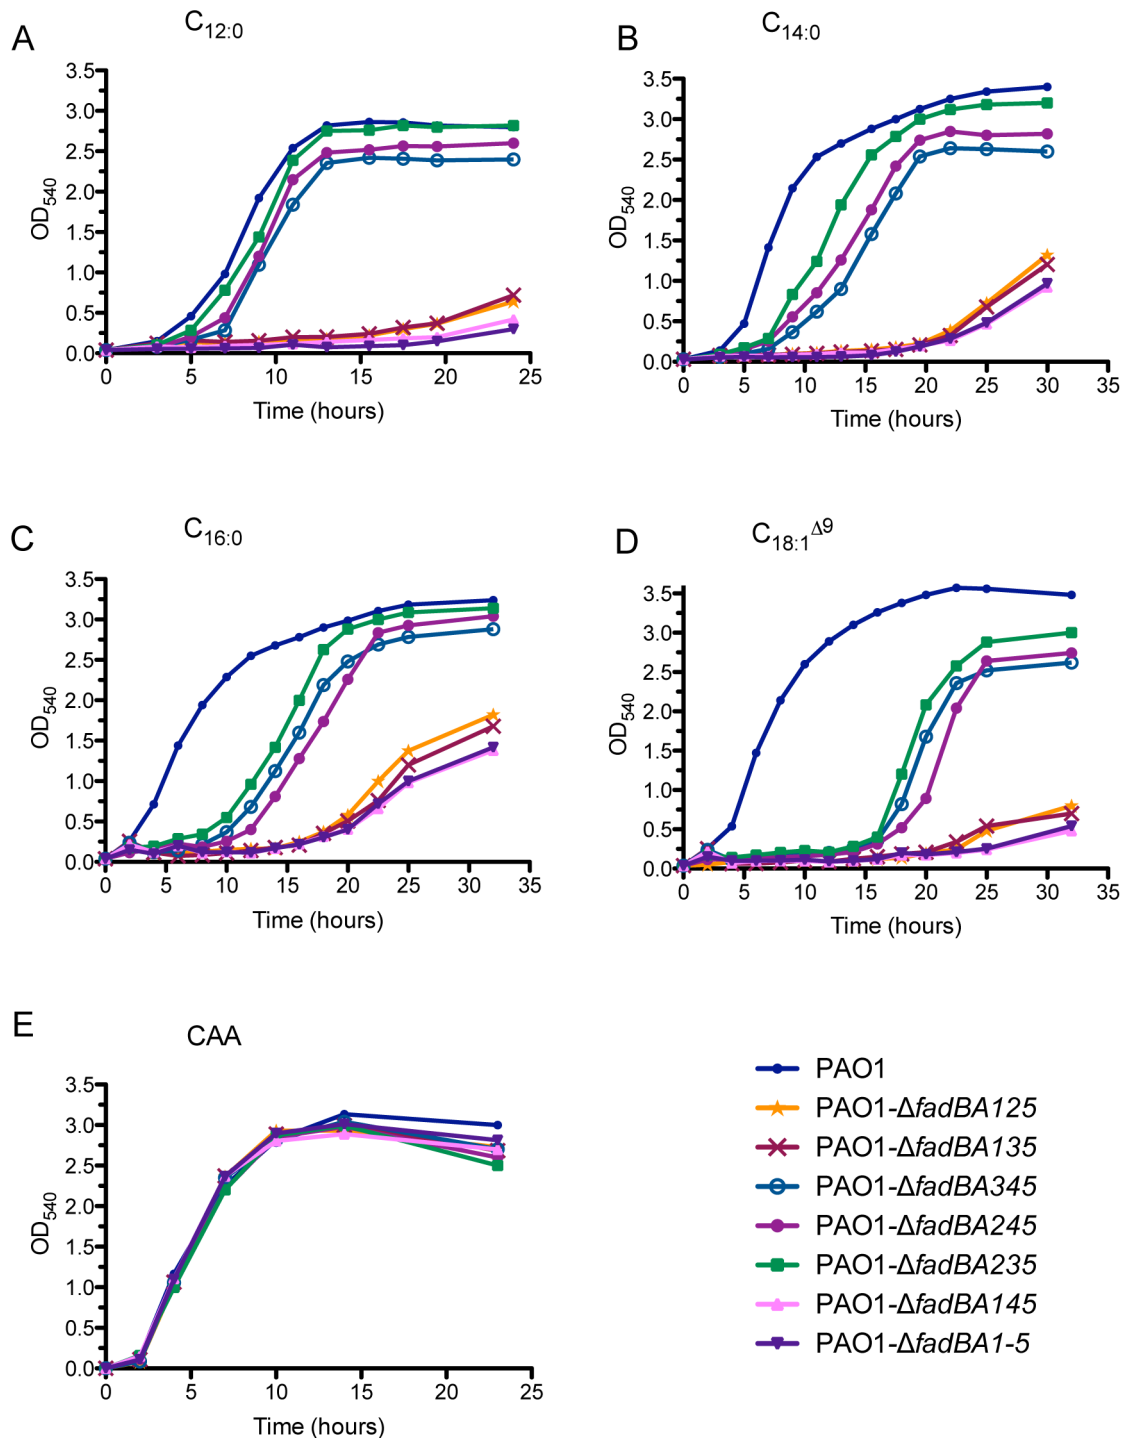 A
C12:0
OD540
3.5
3.0
2.5
2.0
1.5
1.0
0.5
0.0
0 5 10 15 20 25
Time (hours)
B
C14:0
OD540
3.5
3.0
2.5
2.0
1.5
1.0
0.5
0.0
0 5 10 15 20 25 30 35
Time (hours)
C
C16:0
OD540
3.5
3.0
2.5
2.0
1.5
1.0
0.5
0.0
0 5 10 15 20 25 30 35
Time (hours)
D
C18:1Δ9
OD540
3.5
3.0
2.5
2.0
1.5
1.0
0.5
0.0
0 5 10 15 20 25 30 35
Time (hours)
E
CAA
OD540
3.5
3.0
2.5
2.0
1.5
1.0
0.5
0.0
0 5 10 15 20 25
Time (hours)
PAO1
PAO1-ΔfadBA125
PAO1-ΔfadBA135
PAO1-ΔfadBA345
PAO1-ΔfadBA245
PAO1-ΔfadBA235
PAO1-ΔfadBA145
PAO1-ΔfadBA1-5